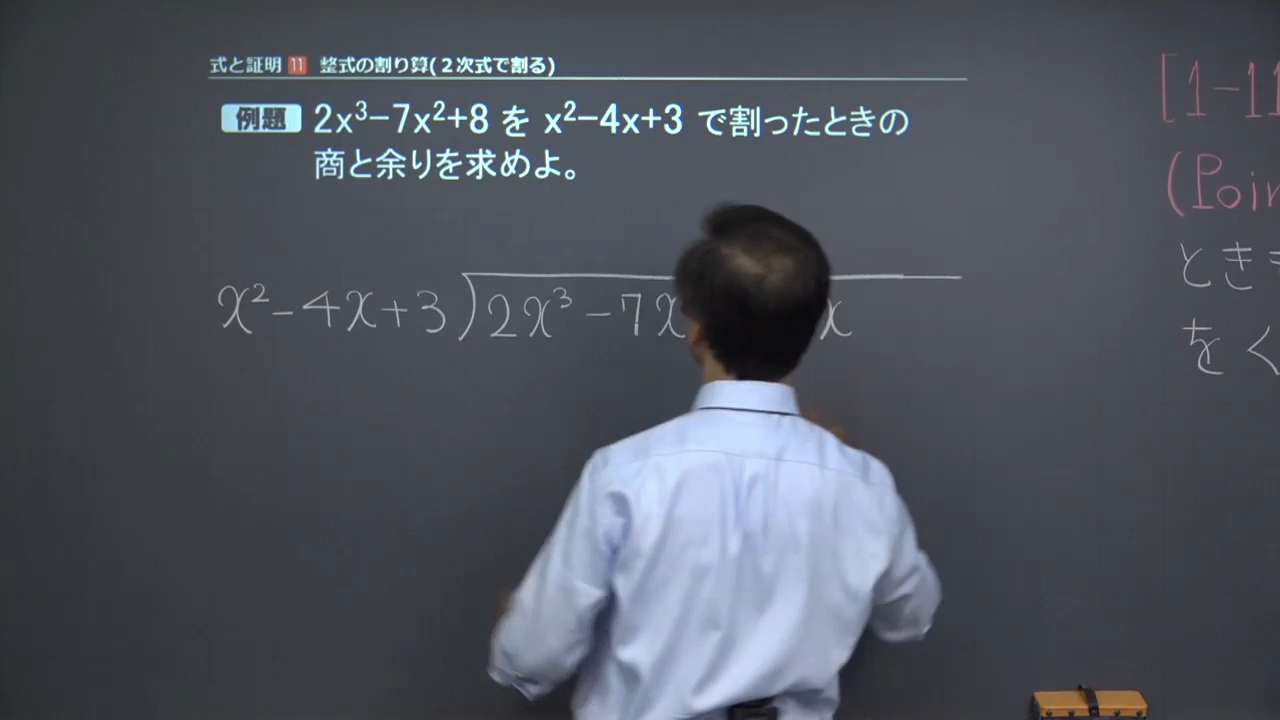 式と証明 11 整式の割り算(2次式で割る)
例題 2x³−7x²+8 を x²−4x+3 で割ったときの
商と余りを求めよ。
x²−4x+3)2x³−7x x
[1−11
(Poin
とき
をく